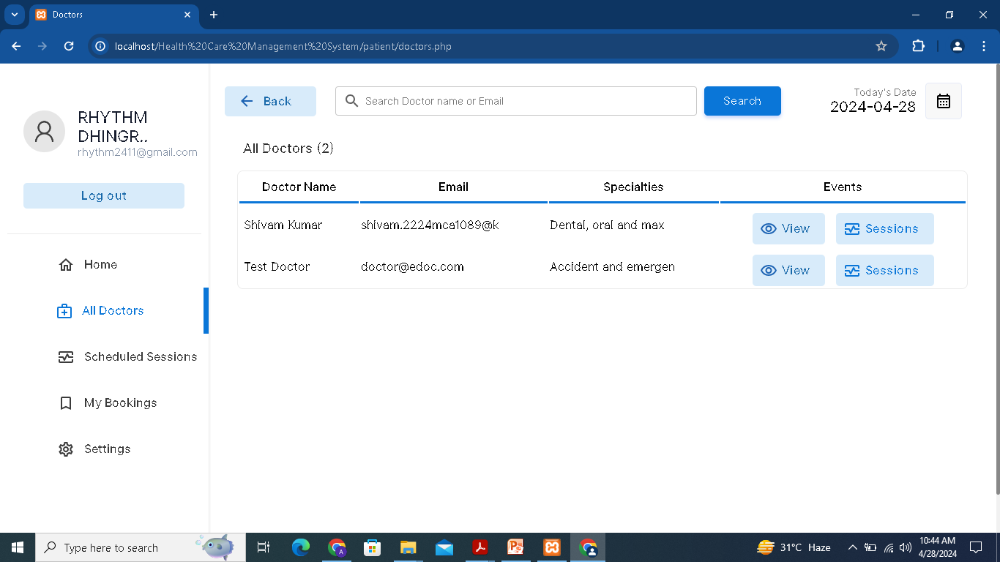 Doctors
localhost/Health%20Care%20Management%20System/patient/doctors.php
RHYTHM
DHINGR..
rhythm2411@gmail.com
Log out
Home
All Doctors
Scheduled Sessions
My Bookings
Settings
Back
Search Doctor name or Email
Search
Today's Date
2024-04-28
All Doctors (2)
Doctor Name Email Specialties Events
Shivam Kumar shivam.2224mca1089@k Dental, oral and max View Sessions
Test Doctor doctor@edoc.com Accident and emergen View Sessions
Type here to search
A
31°C Haze
10:44 AM
4/28/2024